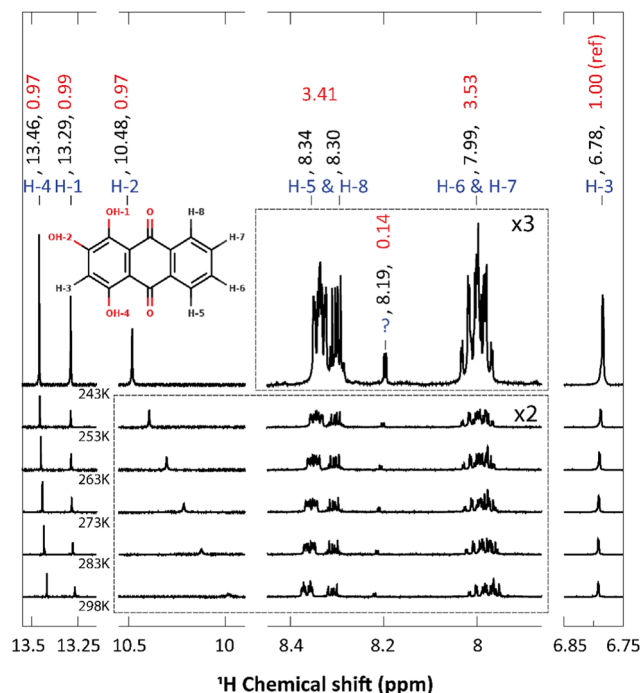 13.46, 0.97
13.29, 0.99
10.48, 0.97
3.41
8.34
8.30
3.53
7.99,
6.78, 1.00 (ref)
H-4 H-1 H-2 H-5 & H-8 H-6 & H-7 H-3
x3
8.19, 0.14
?
OH-1 O H-8
OH-2 H-7
H-3 H-6
OH-4 O H-5
243K
x2
253K
263K
273K
283K
298K
13.5 13.25 10.5 10 8.4 8.2 8 6.85 6.75
¹H Chemical shift (ppm)